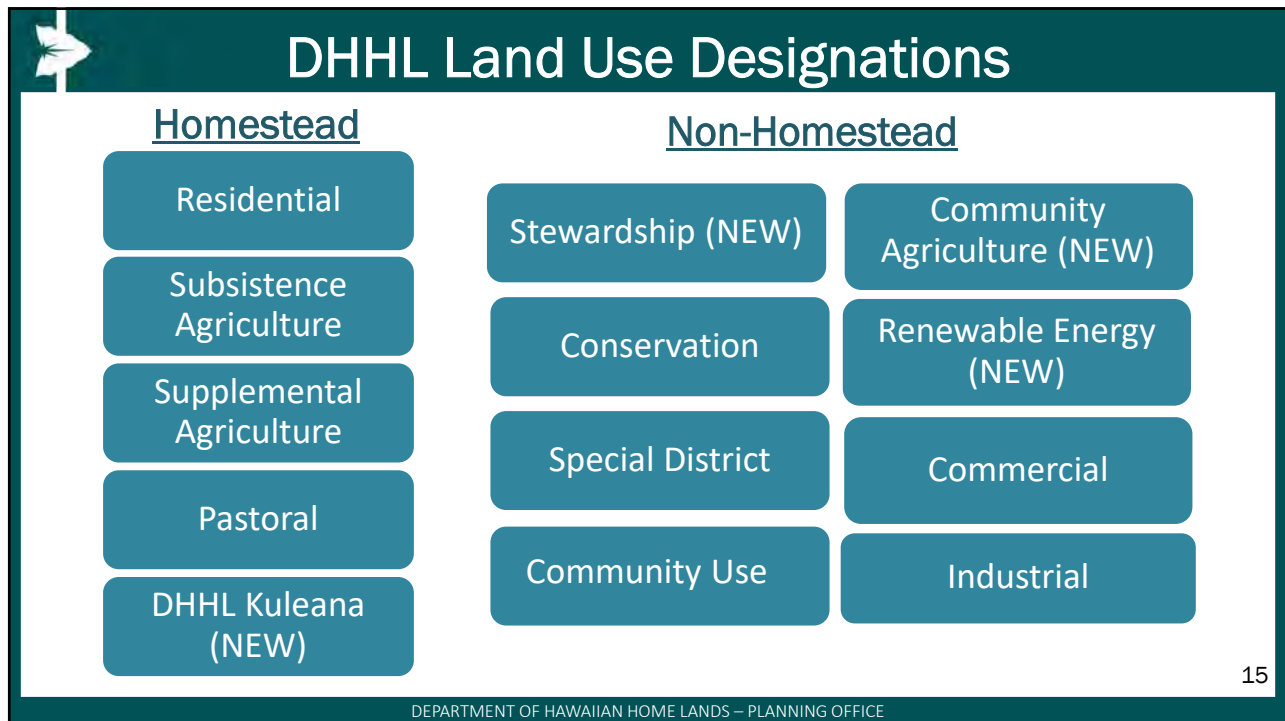 DHHL Land Use Designations
Homestead
Residential
Subsistence
Agriculture
Supplemental
Agriculture
Pastoral
DHHL Kuleana
(NEW)
Non-Homestead
Stewardship (NEW)
Conservation
Special District
Community Use
Community
Agriculture (NEW)
Renewable Energy
(NEW)
Commercial
Industrial
15
DEPARTMENT OF HAWAIIAN HOME LANDS – PLANNING OFFICE